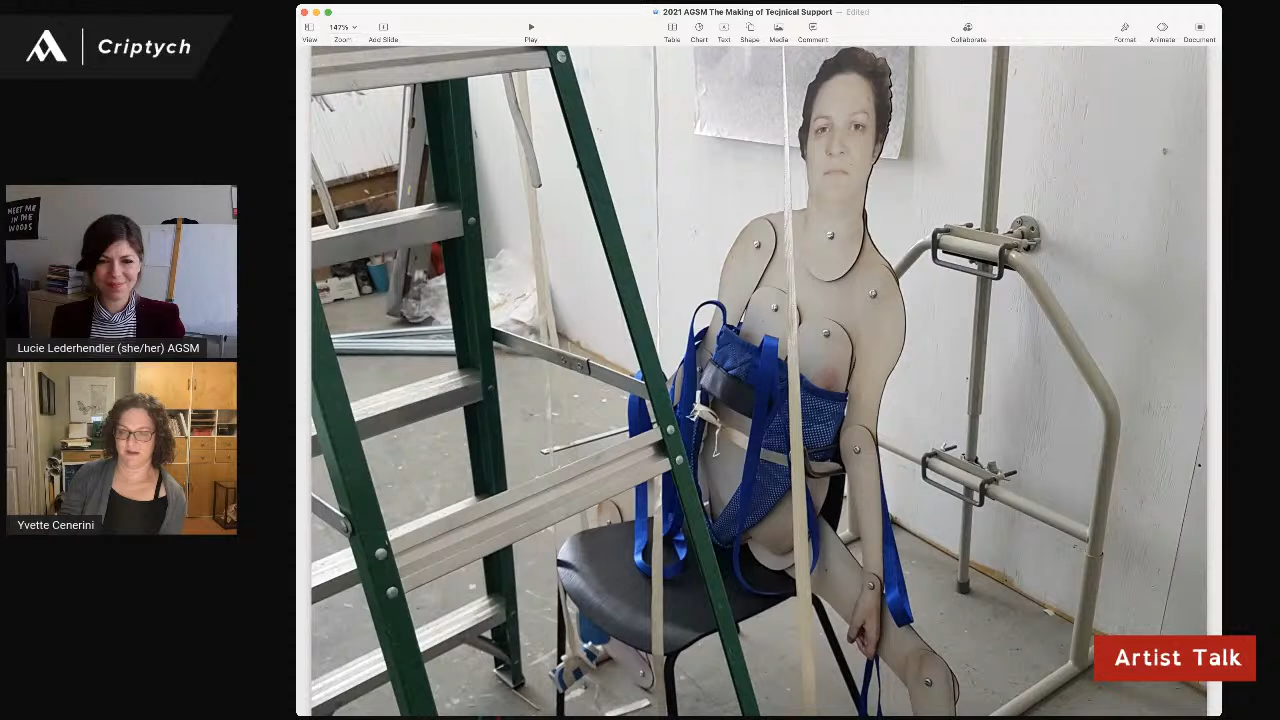 Criptych
2021 AGSM The Making of Tecjnical Support — Edited
147%
View Zoom Add Slide Play Table Chart Text Shape Media Comment Collaborate Format Animate Document
MEET ME
IN THE
WOODS
Lucie Lederhendler (she/her) AGSM
Yvette Cenerini
Artist Talk